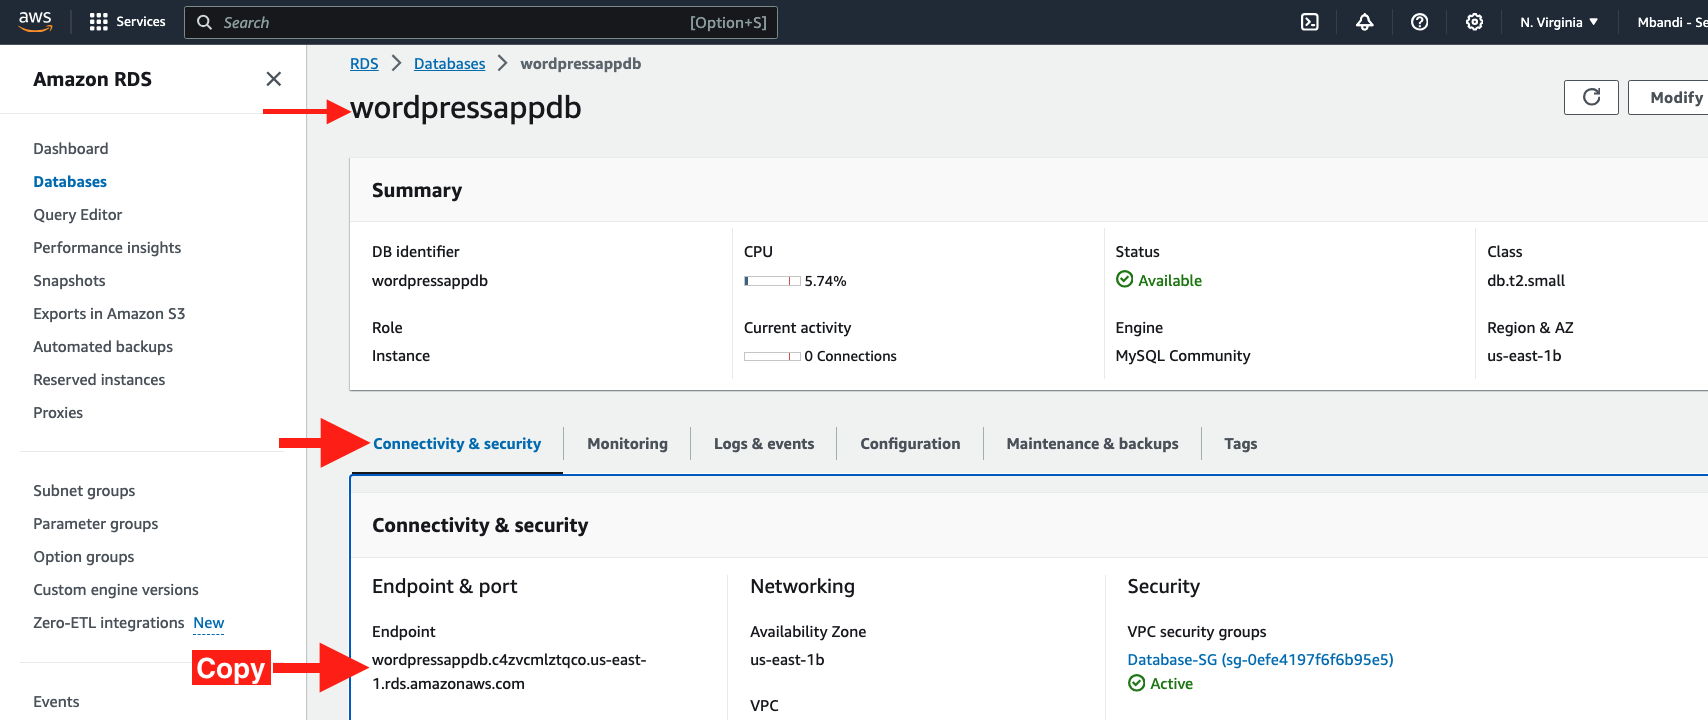 aws
Services
Search
[Option+S]
N. Virginia
Mbandi - Se
Amazon RDS
Dashboard
Databases
Query Editor
Performance insights
Snapshots
Exports in Amazon S3
Automated backups
Reserved instances
Proxies
Subnet groups
Parameter groups
Option groups
Custom engine versions
Zero-ETL integrations New
Events
RDS > Databases > wordpressappdb
wordpressappdb
Modify
Summary
DB identifier
wordpressappdb
CPU
5.74%
Status
Available
Class
db.t2.small
Role
Instance
Current activity
0 Connections
Engine
MySQL Community
Region & AZ
us-east-1b
Connectivity & security
Monitoring
Logs & events
Configuration
Maintenance & backups
Tags
Connectivity & security
Endpoint & port
Endpoint
Copy
wordpressappdb.c4zvcmlztqco.us-east-
1.rds.amazonaws.com
Networking
Availability Zone
us-east-1b
VPC
Security
VPC security groups
Database-SG (sg-0efe4197f6f6b95e5)
Active